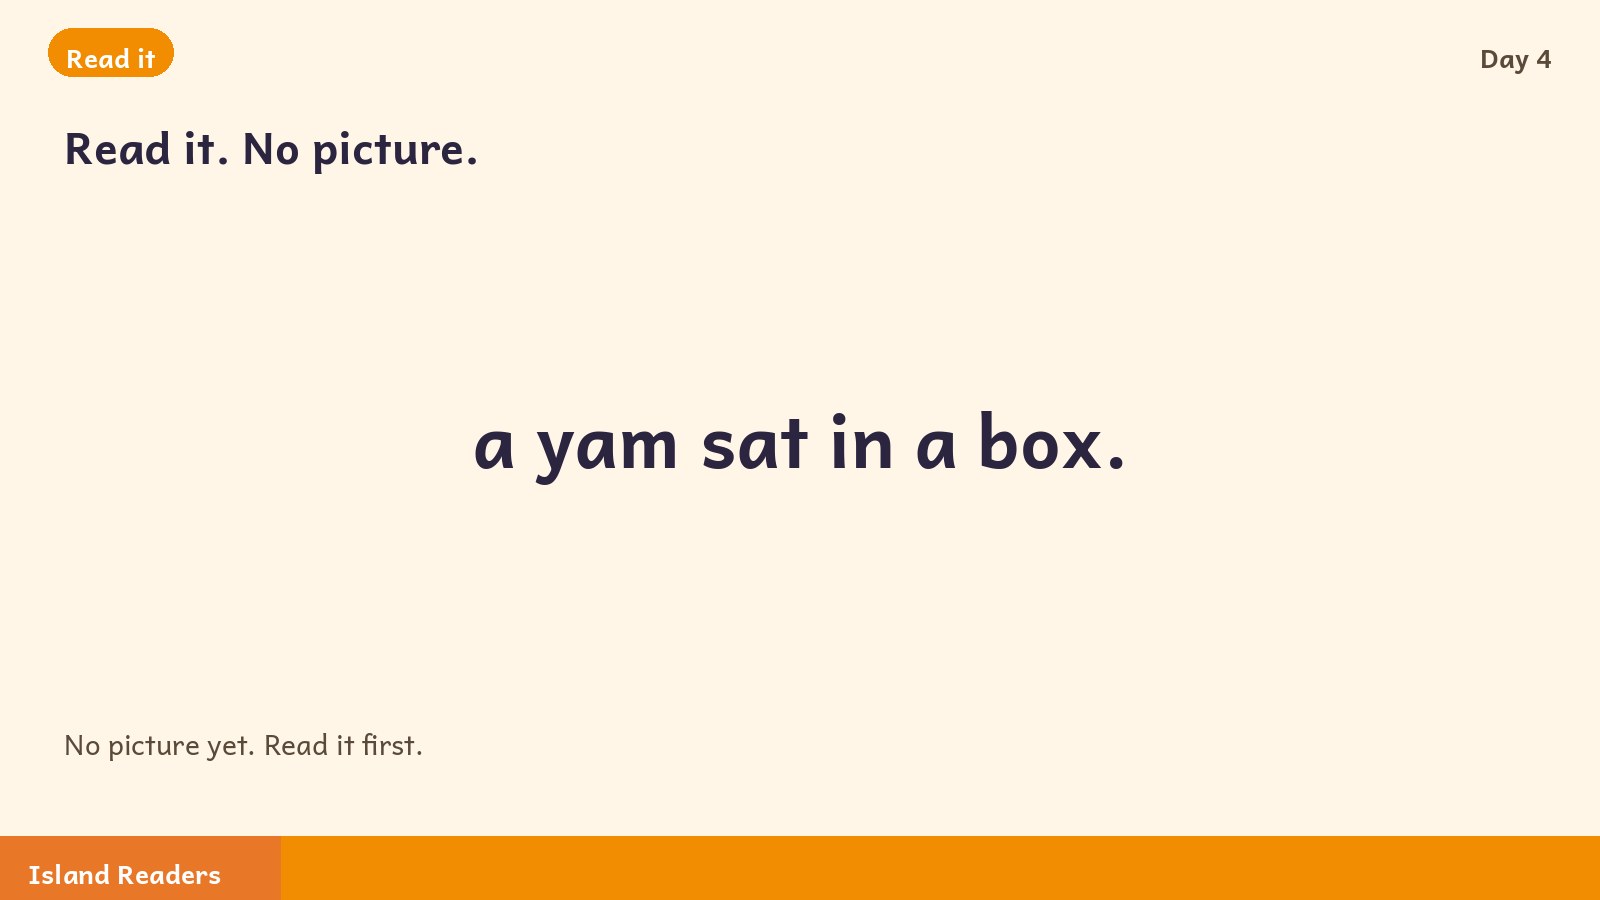 Read it
Day 4
Read it. No picture.
a yam sat in a box.
No picture yet. Read it first.
Island Readers